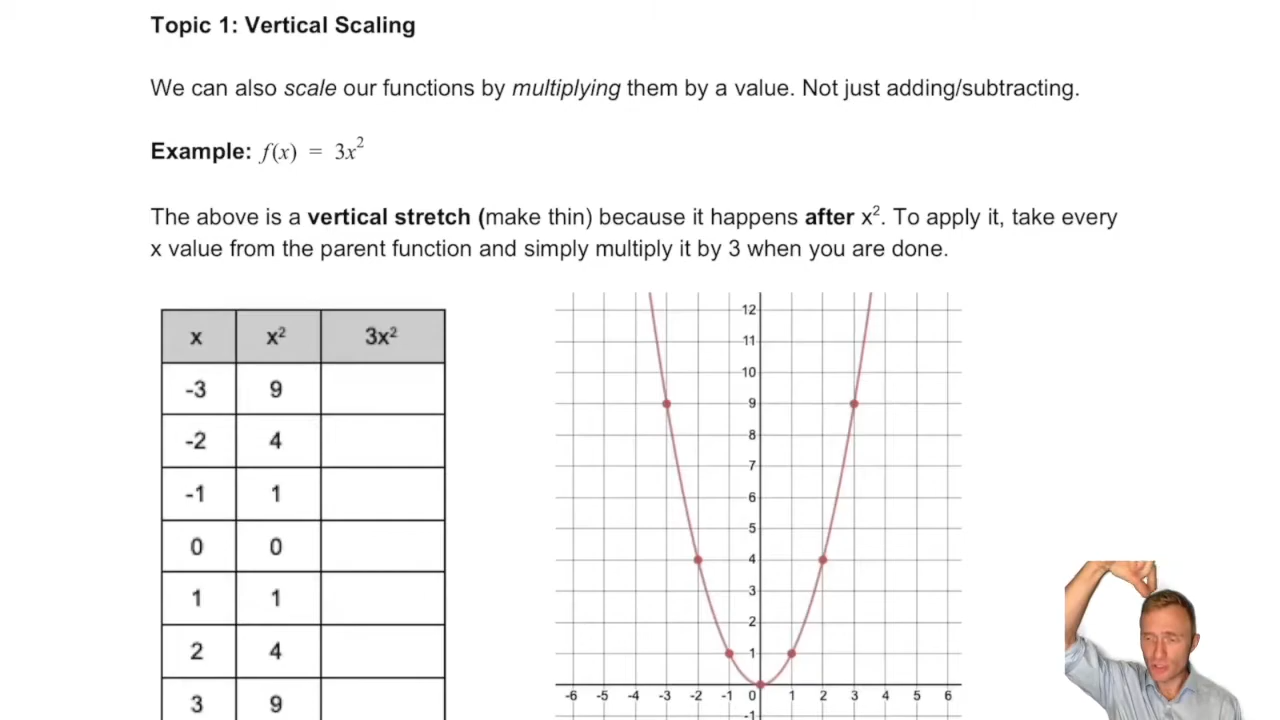 Topic 1: Vertical Scaling
We can also scale our functions by multiplying them by a value. Not just adding/subtracting.
Example: f(x) = 3x²
The above is a vertical stretch (make thin) because it happens after x². To apply it, take every
x value from the parent function and simply multiply it by 3 when you are done.
x x² 3x²
-3 9
-2 4
-1 1
0 0
1 1
2 4
3 9
12
11
10
9
8
7
6
5
4
3
2
1
-6 -5 -4 -3 -2 -1 0 1 2 3 4 5 6
-1